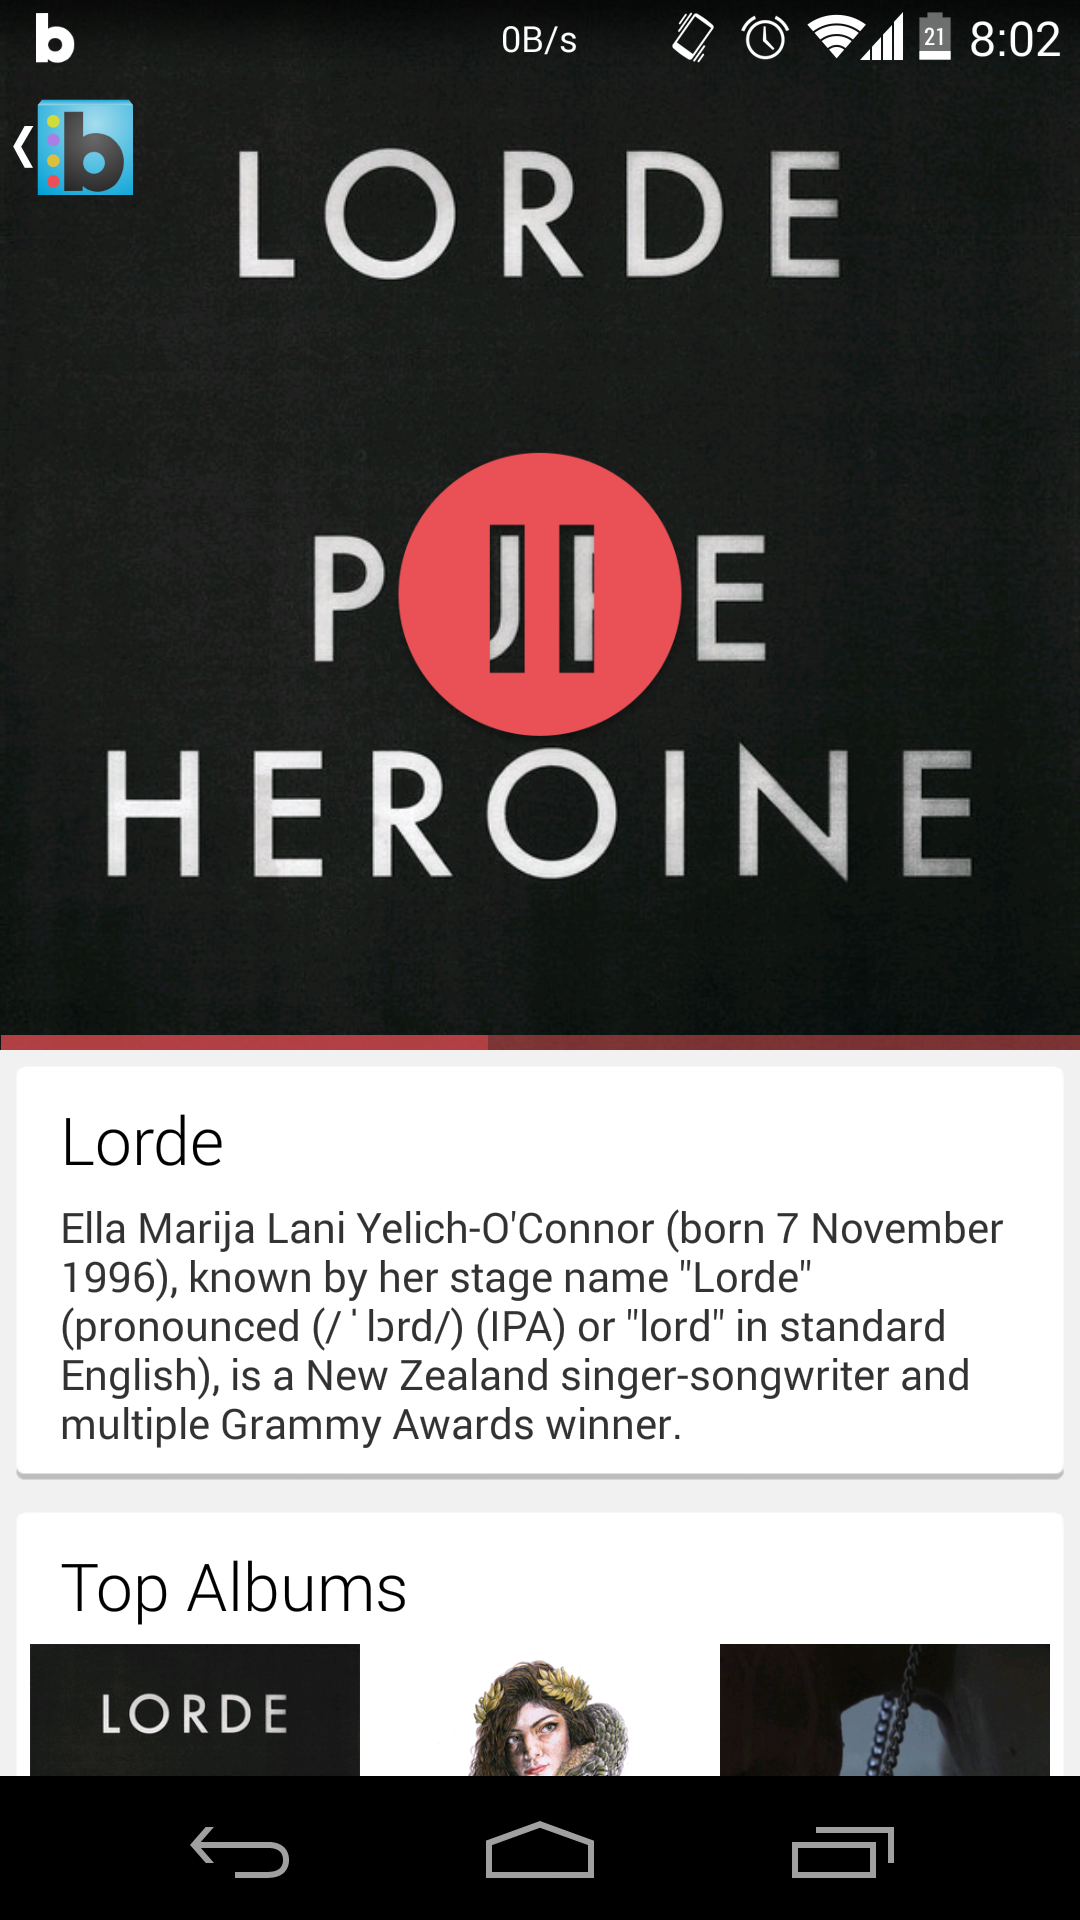 b
0B/s
21
8:02
b
LORDE
PURE
HEROINE
Lorde
Ella Marija Lani Yelich-O'Connor (born 7 November
1996), known by her stage name "Lorde"
(pronounced (/ˈlɔrd/) (IPA) or "lord" in standard
English), is a New Zealand singer-songwriter and
multiple Grammy Awards winner.
Top Albums
LORDE